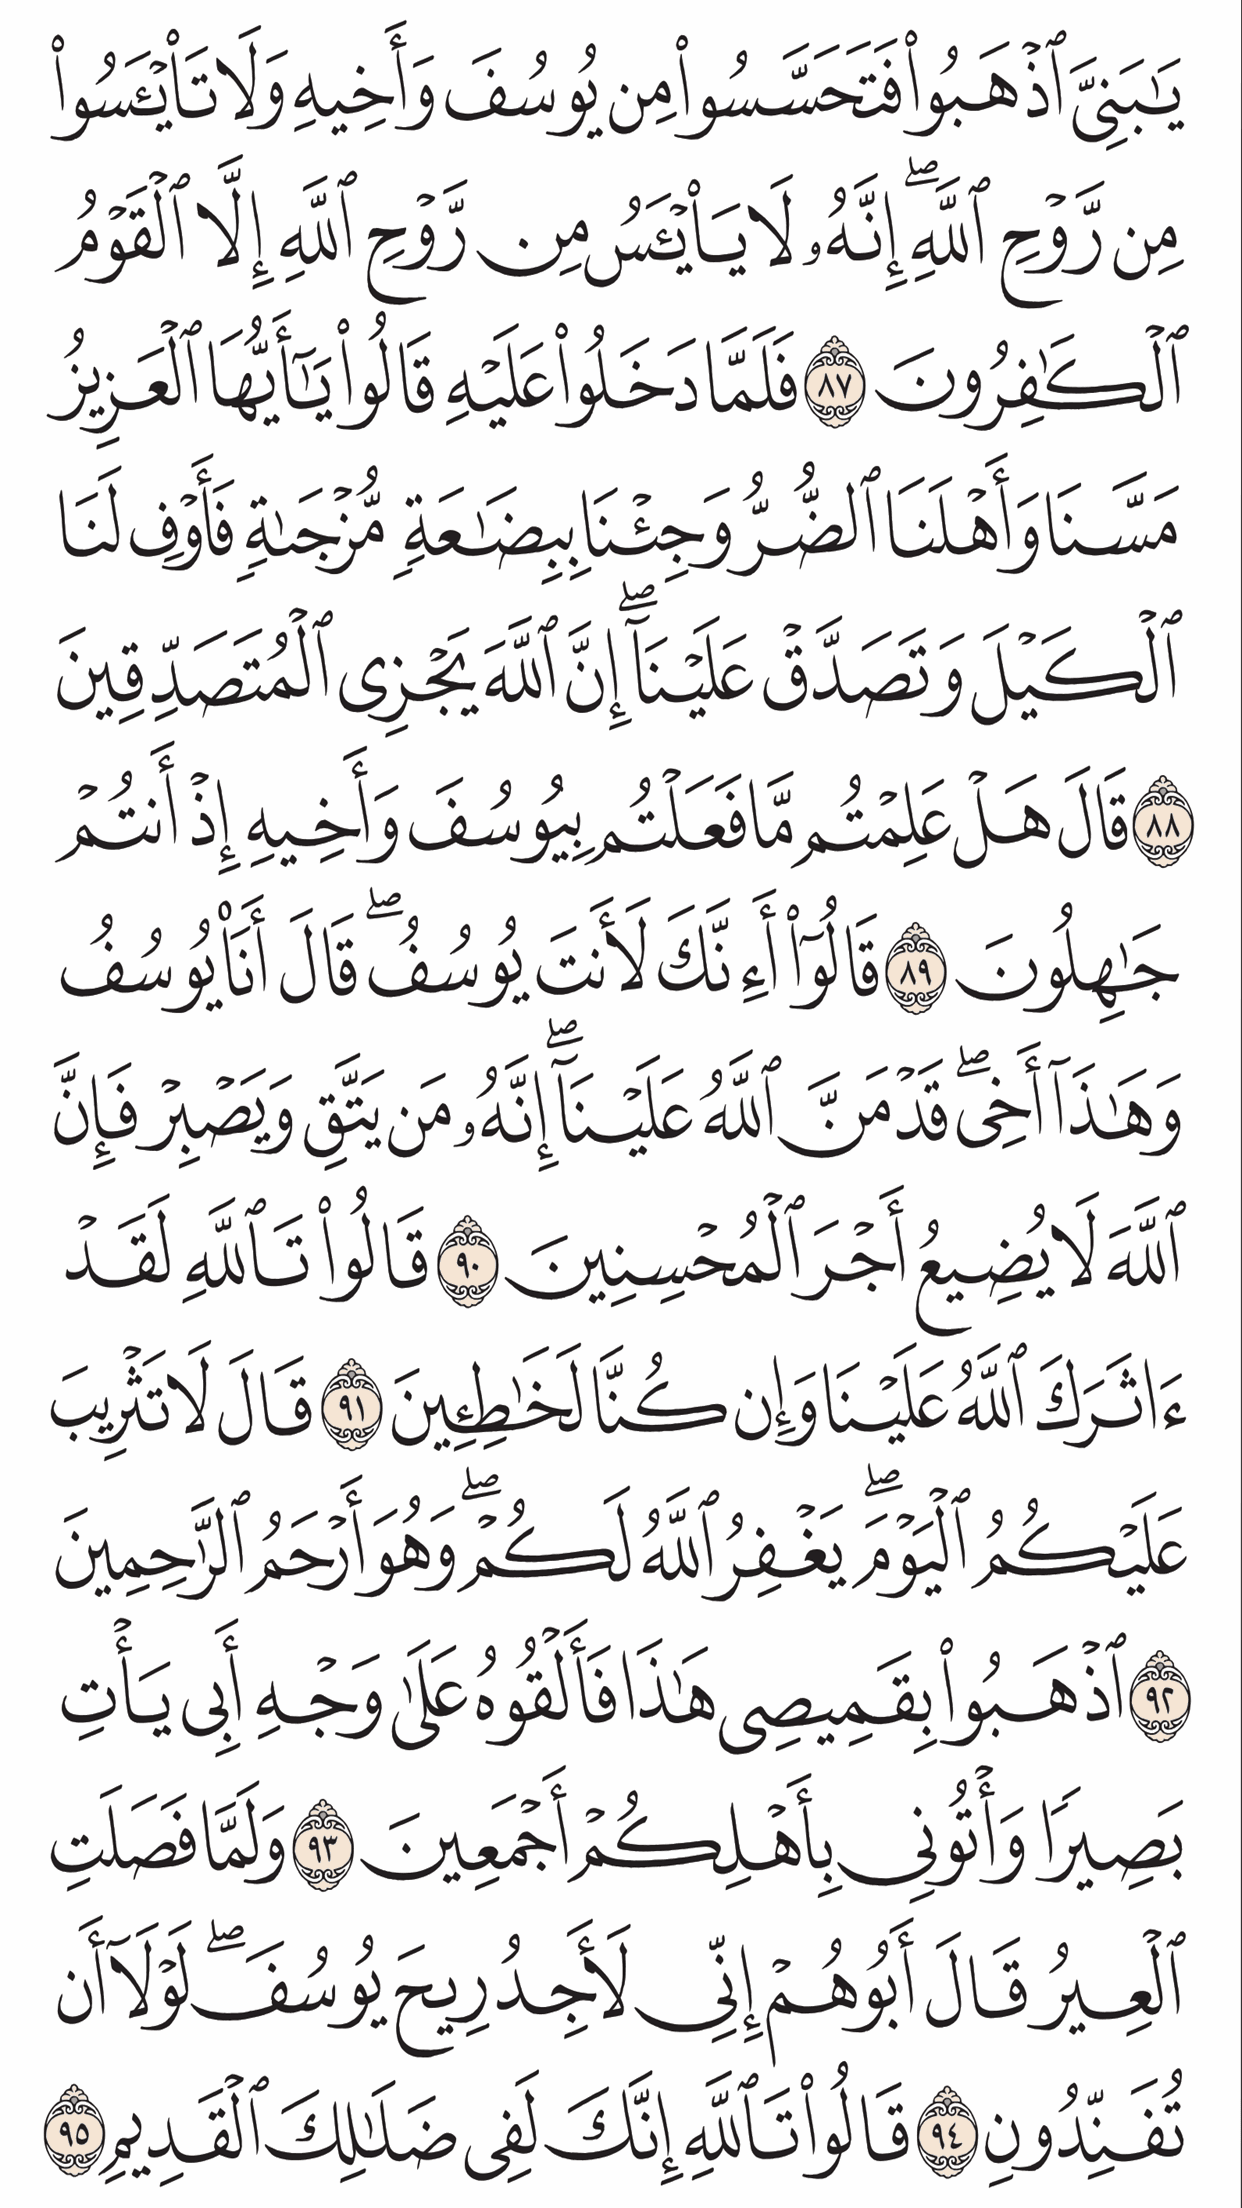 يَٰبَنِىَّ ٱذْهَبُوا۟ فَتَحَسَّسُوا۟ مِن يُوسُفَ وَأَخِيهِ وَلَا تَا۟يْـَٔسُوا۟
مِن رَّوْحِ ٱللَّهِ ۖ إِنَّهُۥ لَا يَا۟يْـَٔسُ مِن رَّوْحِ ٱللَّهِ إِلَّا ٱلْقَوْمُ
ٱلْكَٰفِرُونَ ٨٧ فَلَمَّا دَخَلُوا۟ عَلَيْهِ قَالُوا۟ يَٰٓأَيُّهَا ٱلْعَزِيزُ
مَسَّنَا وَأَهْلَنَا ٱلضُّرُّ وَجِئْنَا بِبِضَٰعَةٍ مُّزْجَىٰةٍ فَأَوْفِ لَنَا
ٱلْكَيْلَ وَتَصَدَّقْ عَلَيْنَآ ۖ إِنَّ ٱللَّهَ يَجْزِى ٱلْمُتَصَدِّقِينَ
٨٨ قَالَ هَلْ عَلِمْتُم مَّا فَعَلْتُم بِيُوسُفَ وَأَخِيهِ إِذْ أَنتُمْ
جَٰهِلُونَ ٨٩ قَالُوٓا۟ أَءِنَّكَ لَأَنتَ يُوسُفُ ۖ قَالَ أَنَا۠ يُوسُفُ
وَهَٰذَآ أَخِى ۖ قَدْ مَنَّ ٱللَّهُ عَلَيْنَآ ۖ إِنَّهُۥ مَن يَتَّقِ وَيَصْبِرْ فَإِنَّ
ٱللَّهَ لَا يُضِيعُ أَجْرَ ٱلْمُحْسِنِينَ ٩٠ قَالُوا۟ تَٱللَّهِ لَقَدْ
ءَاثَرَكَ ٱللَّهُ عَلَيْنَا وَإِن كُنَّا لَخَٰطِـِٔينَ ٩١ قَالَ لَا تَثْرِيبَ
عَلَيْكُمُ ٱلْيَوْمَ ۖ يَغْفِرُ ٱللَّهُ لَكُمْ ۖ وَهُوَ أَرْحَمُ ٱلرَّٰحِمِينَ
٩٢ ٱذْهَبُوا۟ بِقَمِيصِى هَٰذَا فَأَلْقُوهُ عَلَىٰ وَجْهِ أَبِى يَأْتِ
بَصِيرًا وَأْتُونِى بِأَهْلِكُمْ أَجْمَعِينَ ٩٣ وَلَمَّا فَصَلَتِ
ٱلْعِيرُ قَالَ أَبُوهُمْ إِنِّى لَأَجِدُ رِيحَ يُوسُفَ ۖ لَوْلَآ أَن
تُفَنِّدُونِ ٩٤ قَالُوا۟ تَٱللَّهِ إِنَّكَ لَفِى ضَلَٰلِكَ ٱلْقَدِيمِ ٩٥